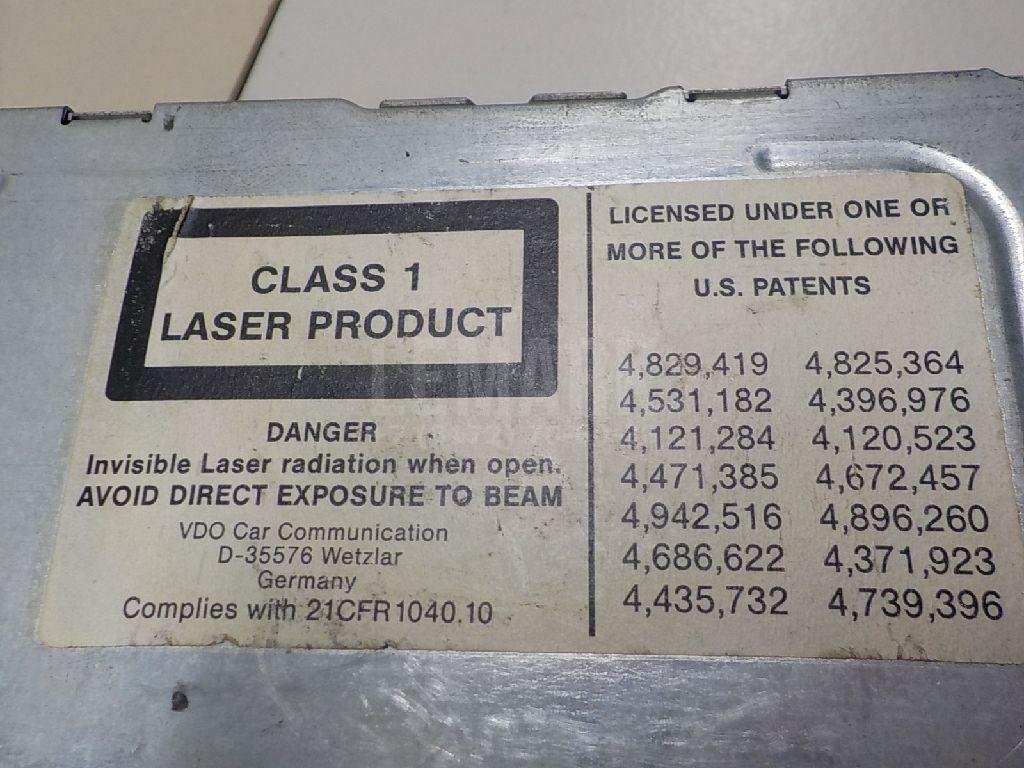 CLASS 1
LASER PRODUCT
DANGER
Invisible Laser radiation when open.
AVOID DIRECT EXPOSURE TO BEAM
VDO Car Communication
D-35576 Wetzlar
Germany
Complies with 21CFR1040.10
LICENSED UNDER ONE OR
MORE OF THE FOLLOWING
U.S. PATENTS
4,829,419 4,825,364
4,531,182 4,396,976
4,121,284 4,120,523
4,471,385 4,672,457
4,942,516 4,896,260
4,686,622 4,371,923
4,435,732 4,739,396